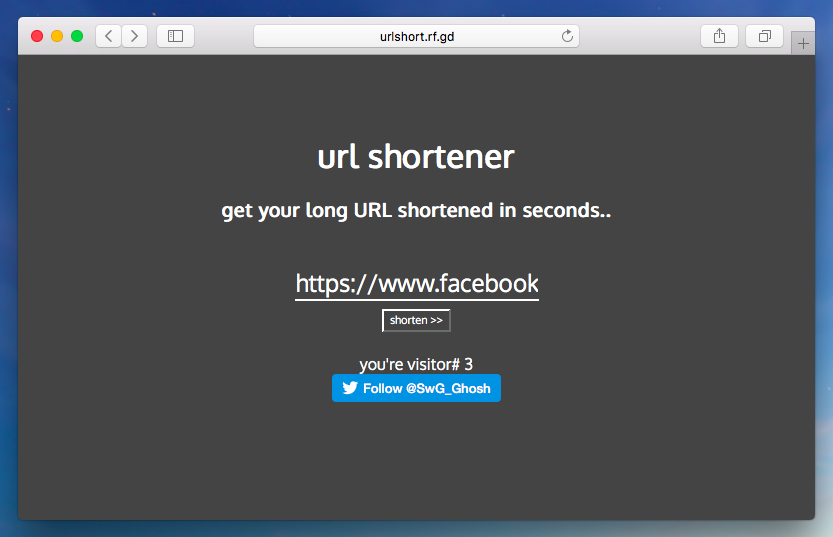 urlshort.rf.gd
url shortener
get your long URL shortened in seconds..
https://www.facebook
shorten >>
you're visitor# 3
Follow @SwG_Ghosh